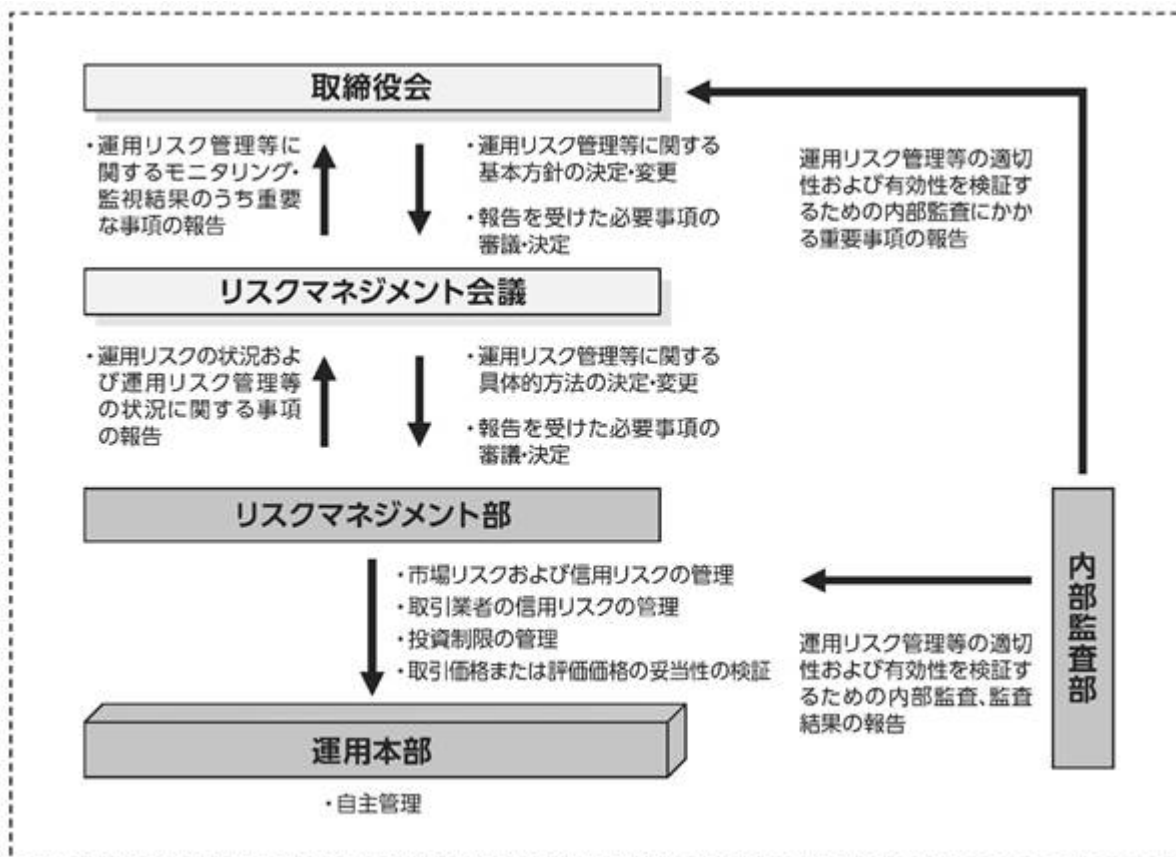 取締役会
・運用リスク管理等に
関するモニタリング・
監視結果のうち重要
な事項の報告
・運用リスク管理等に関する
基本方針の決定・変更
・報告を受けた必要事項の
審議・決定
運用リスク管理等の適切
性および有効性を検証す
るための内部監査にかか
る重要事項の報告
リスクマネジメント会議
・運用リスクの状況およ
び運用リスク管理等
の状況に関する事項
の報告
・運用リスク管理等に関する
具体的方法の決定・変更
・報告を受けた必要事項の
審議・決定
リスクマネジメント部
・市場リスクおよび信用リスクの管理
・取引業者の信用リスクの管理
・投資制限の管理
・取引価格または評価価格の妥当性の検証
内部監査部
運用リスク管理等の適切
性および有効性を検証す
るための内部監査、監査
結果の報告
運用本部
・自主管理